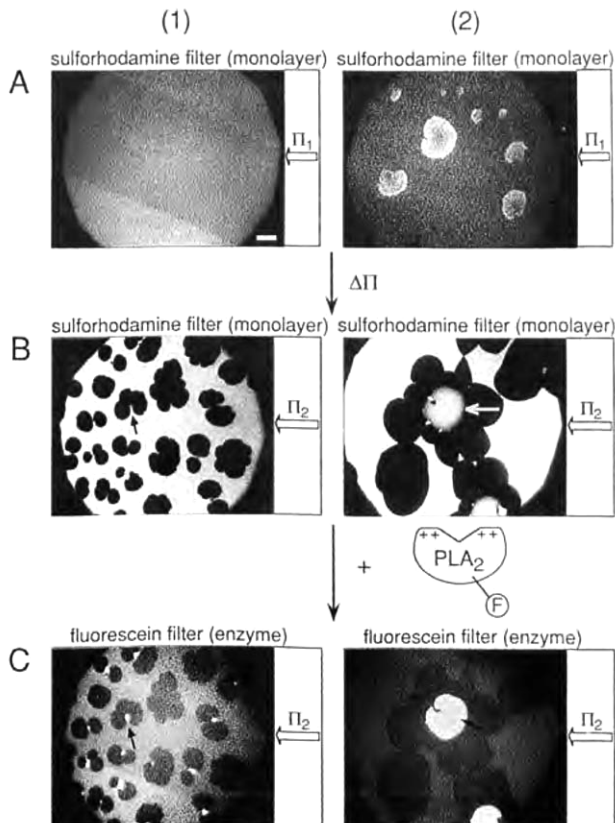 (1) (2)
sulforhodamine filter (monolayer) sulforhodamine filter (monolayer)
A
Π₁ Π₁
ΔΠ
sulforhodamine filter (monolayer) sulforhodamine filter (monolayer)
B
Π₂ Π₂
+
++ ++
PLA₂
F
fluorescein filter (enzyme) fluorescein filter (enzyme)
C
Π₂ Π₂